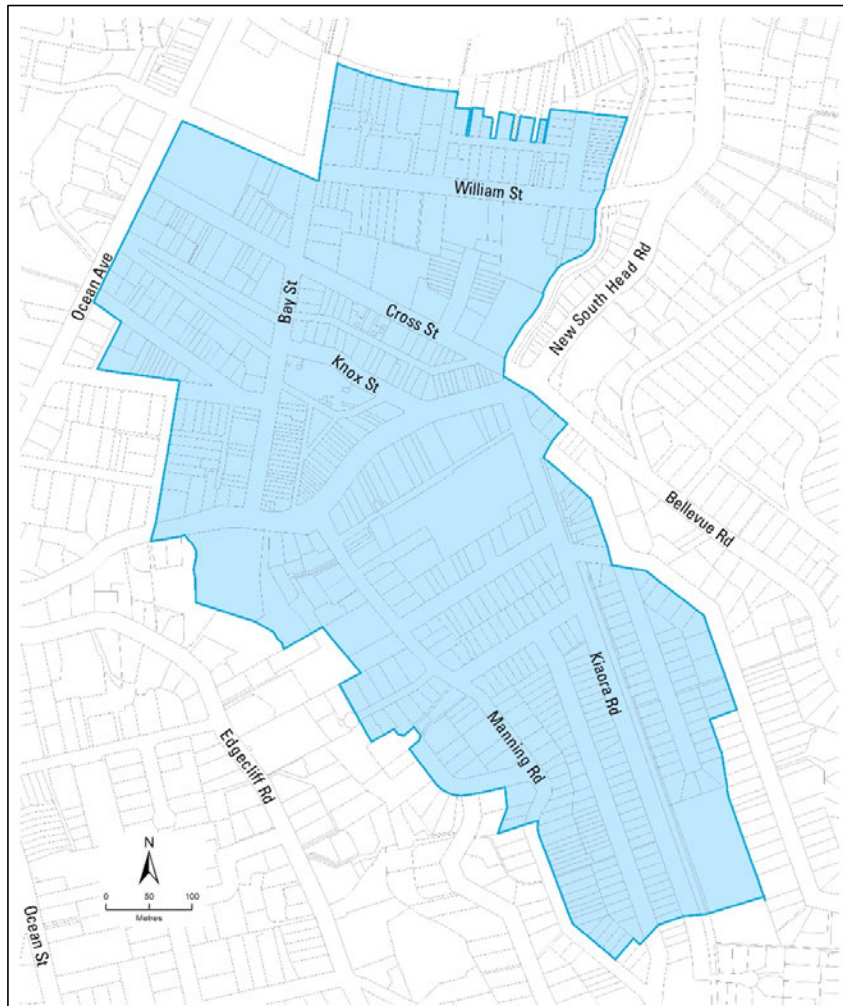 William St
New South Head Rd
Ocean Ave
Bay St
Cross St
Knox St
Bellevue Rd
Kiaora Rd
Manning Rd
Edgecliff Rd
N
0 50 100
Metres
Ocean St